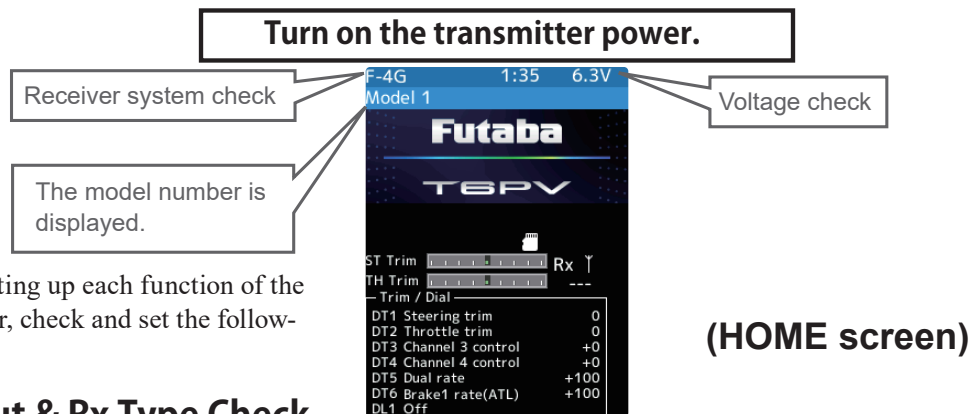 Turn on the transmitter power.
Receiver system check
F-4G 1:35 6.3V
Voltage check
Model 1
Futaba
The model number is
displayed.
T6PV
ST Trim Rx
TH Trim ---
Trim / Dial
DT1 Steering trim 0
DT2 Throttle trim 0
DT3 Channel 3 control +0
DT4 Channel 4 control +0
DT5 Dual rate +100
DT6 Brake1 rate(ATL) +100
DL1 Off
(HOME screen)
ting up each function of the
r, check and set the follow-
ut & Rx Type Check